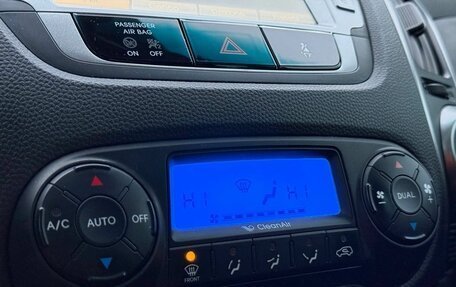 PASSENGER
AIR BAG
ON OFF
HI HI
A/C AUTO OFF
DUAL
CleanAir
FRONT